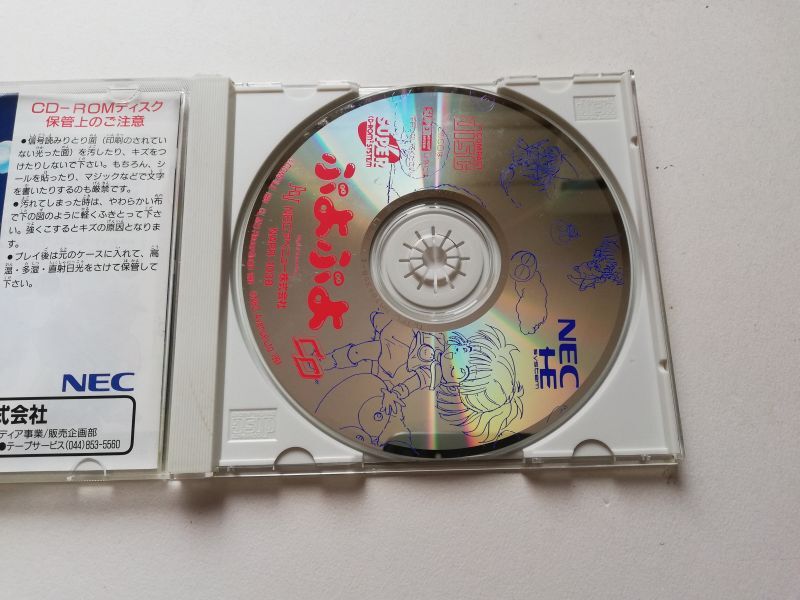 CD-ROMディスク
保管上のご注意
●信号読みとり面（印刷のされてい
ない光った面）を汚したり、キズをつ
けたりしないで下さい。もちろん、シ
ールを貼ったり、マジックなどで文字
を書いたりするのも厳禁です。
●汚れてしまった時は、やわらかい布
で下の図のように軽くふきとって下さ
い。強くこするとキズの原因となりま
す。
●プレイ後は元のケースに入れて、高
温・多湿・直射日光をさけて保管して
下さい。
NEC
式会社
ディア事業/販売企画部
●テープサービス(044)853-5560
COMPACT
DISC
SUPER
CD-ROM SYSTEM
ぷよぷよ CD
NECアベニュー株式会社
NEC
HE
system